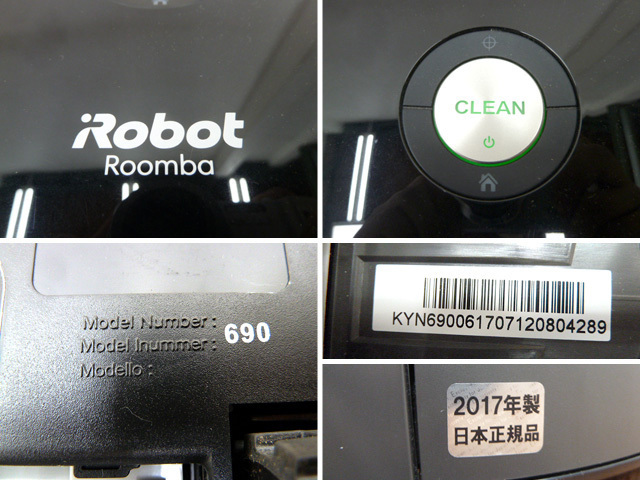 iRobot
Roomba
CLEAN
Model Number :
Model Inummer : 690
Modello :
KYN690061707120804289
2017年製
日本正規品